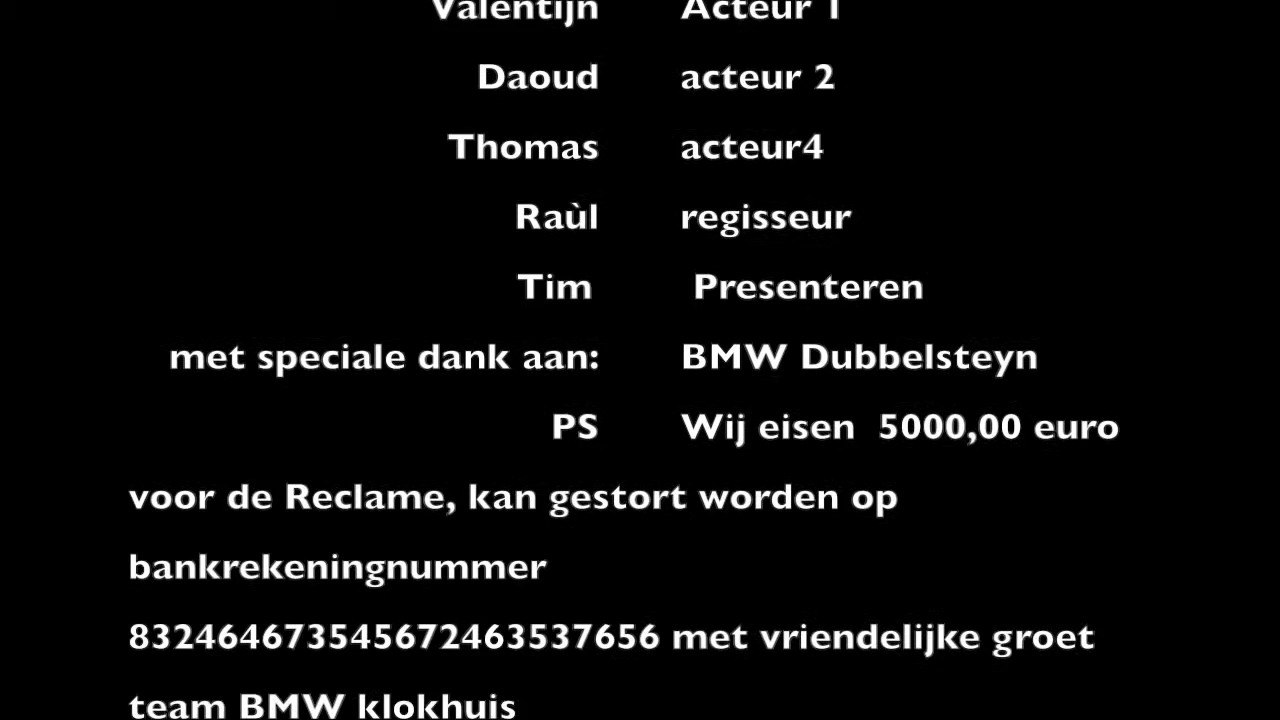 Valentijn Acteur 1
Daoud acteur 2
Thomas acteur4
Raùl regisseur
Tim Presenteren
met speciale dank aan: BMW Dubbelsteyn
PS Wij eisen 5000,00 euro
voor de Reclame, kan gestort worden op
bankrekeningnummer
832464673545672463537656 met vriendelijke groet
team BMW klokhuis